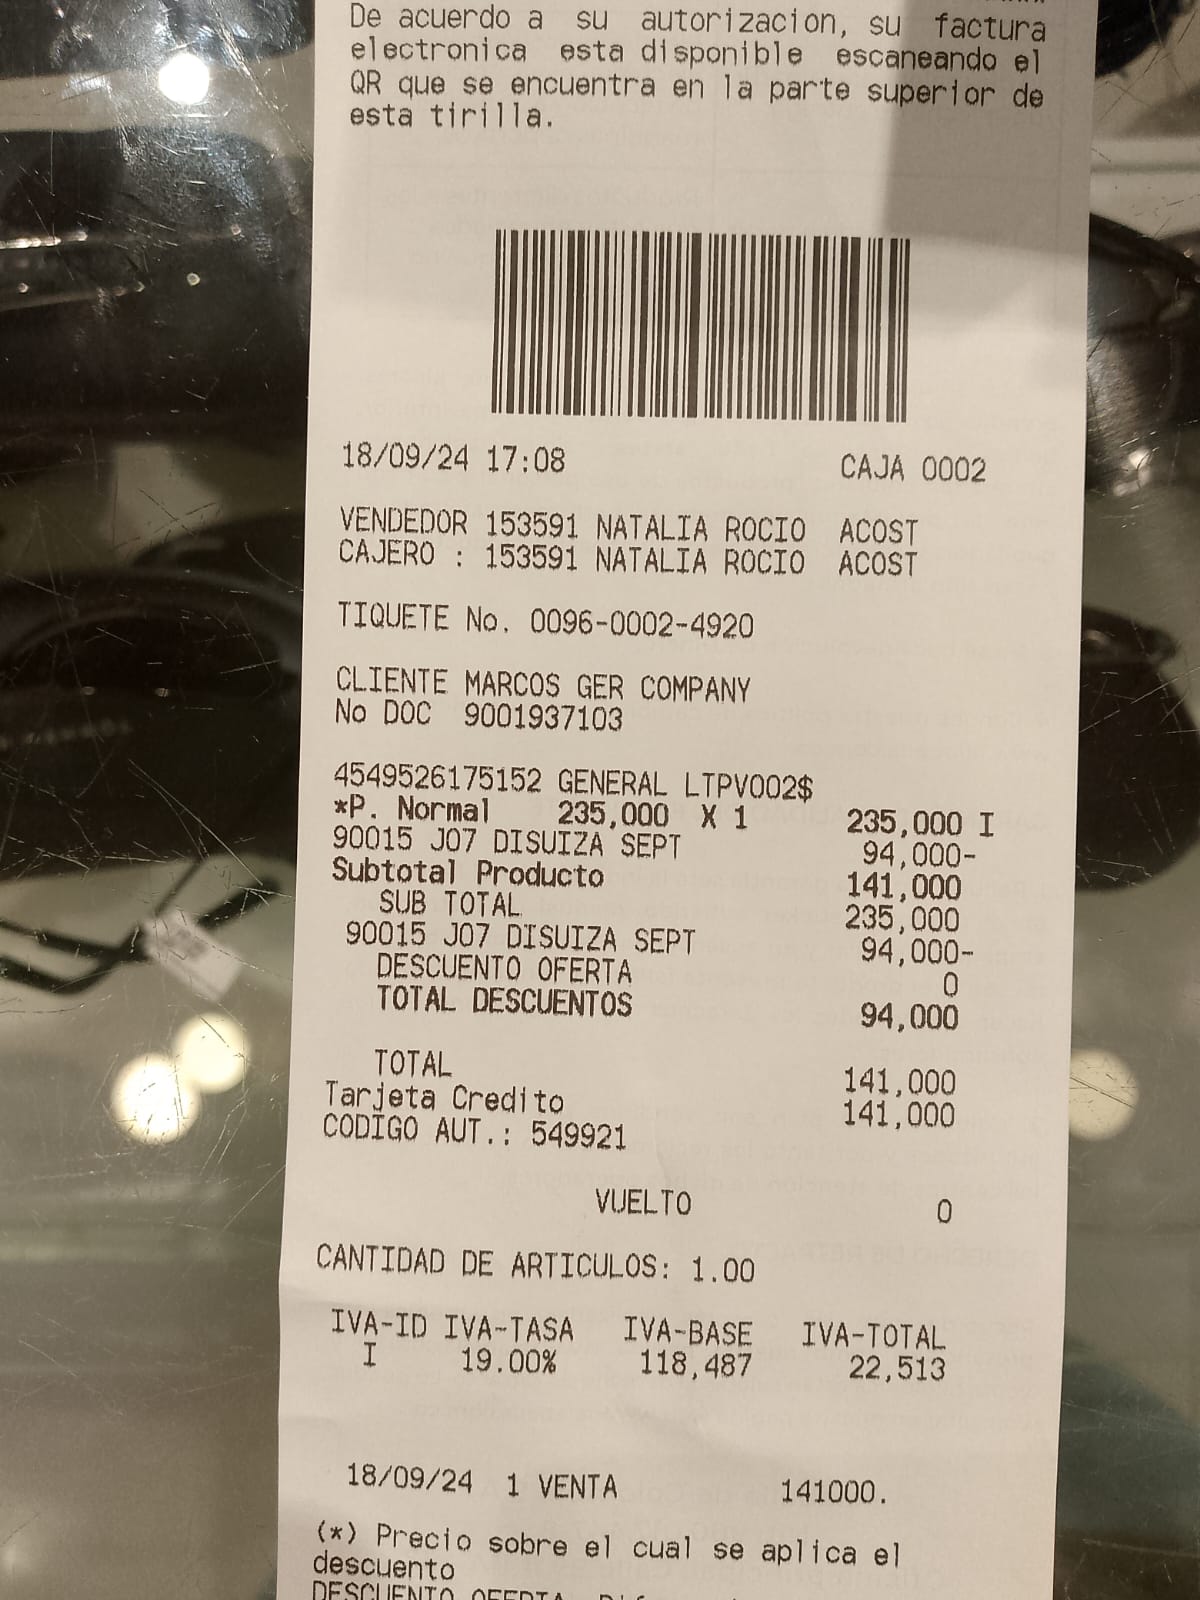 De acuerdo a su autorizacion, su factura
electronica esta disponible escaneando el
QR que se encuentra en la parte superior de
esta tirilla.
18/09/24 17:08 CAJA 0002
VENDEDOR 153591 NATALIA ROCIO ACOST
CAJERO : 153591 NATALIA ROCIO ACOST
TIQUETE No. 0096-0002-4920
CLIENTE MARCOS GER COMPANY
No DOC 9001937103
4549526175152 GENERAL LTPV002$
*P. Normal 235,000 X 1 235,000 I
90015 J07 DISUIZA SEPT 94,000-
Subtotal Producto 141,000
SUB TOTAL 235,000
90015 J07 DISUIZA SEPT 94,000-
DESCUENTO OFERTA 0
TOTAL DESCUENTOS 94,000
TOTAL 141,000
Tarjeta Credito 141,000
CODIGO AUT.: 549921
VUELTO 0
CANTIDAD DE ARTICULOS: 1.00
IVA-ID IVA-TASA IVA-BASE IVA-TOTAL
I 19.00% 118,487 22,513
18/09/24 1 VENTA 141000.
(*) Precio sobre el cual se aplica el
descuento
DESCUENTO OFERTA